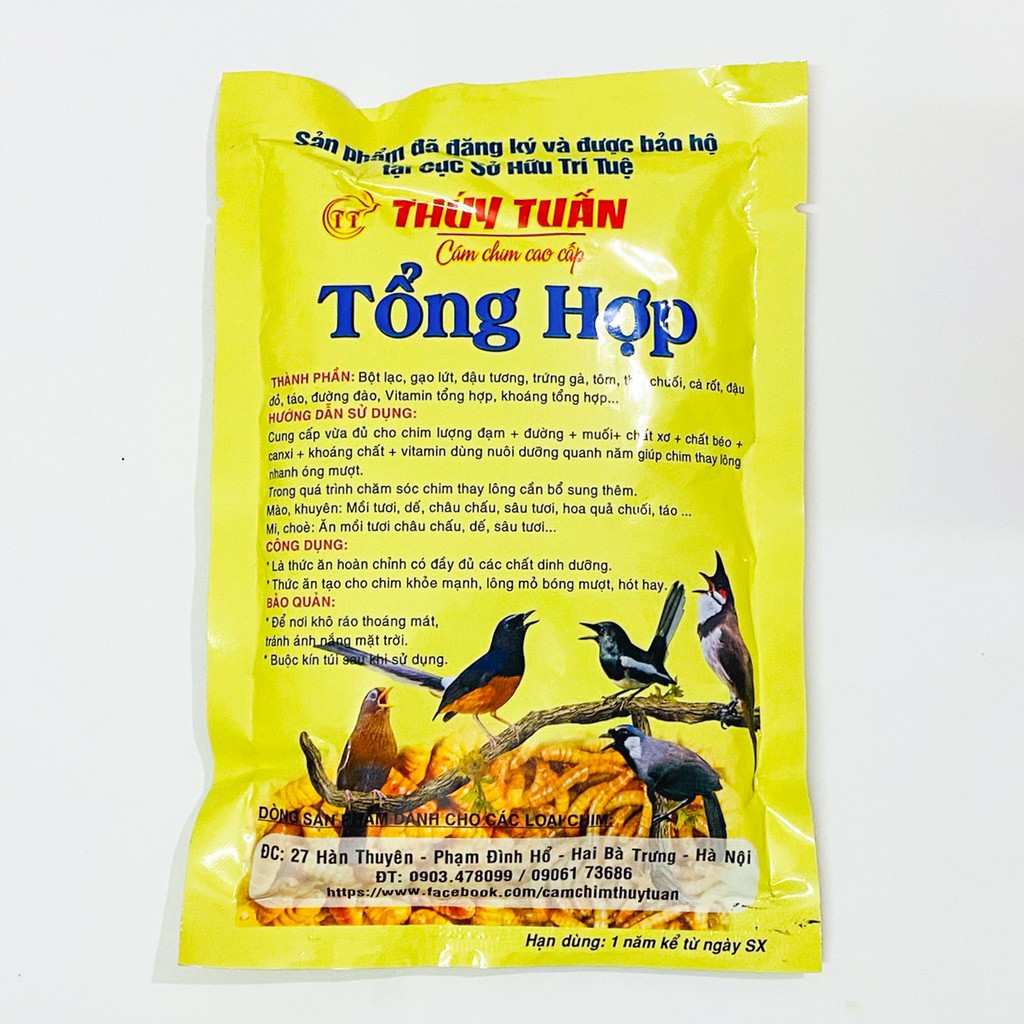 Sản phẩm đã đăng ký và được bảo hộ
tại cục Sở Hữu Trí Tuệ
TT THÚY TUẤN
Cám chim cao cấp
Tổng Hợp
THÀNH PHẦN: Bột lạc, gạo lứt, đậu tương, trứng gà, tôm, chuối, cà rốt, đậu
đỏ, táo, đường đào, Vitamin tổng hợp, khoáng tổng hợp...
HƯỚNG DẪN SỬ DỤNG:
Cung cấp vừa đủ cho chim lượng đạm + đường + muối+ chất xơ + chất béo +
canxi + khoáng chất + vitamin dùng nuôi dưỡng quanh năm giúp chim thay lông
nhanh óng mượt.
Trong quá trình chăm sóc chim thay lông cần bổ sung thêm.
Mào, khuyên: Mồi tươi, dế, châu chấu, sâu tươi, hoa quả chuối, táo ...
Mi, choè: Ăn mồi tươi châu chấu, dế, sâu tươi...
CÔNG DỤNG:
* Là thức ăn hoàn chỉnh có đầy đủ các chất dinh dưỡng.
* Thức ăn tạo cho chim khỏe mạnh, lông mỏ bóng mượt, hót hay.
BẢO QUẢN:
* Để nơi khô ráo thoáng mát,
tránh ánh nắng mặt trời.
* Buộc kín túi sau khi sử dụng.
DÒNG SẢN PHẨM DÀNH CHO CÁC LOẠI CHIM:
ĐC: 27 Hàn Thuyên - Phạm Đình Hổ - Hai Bà Trưng - Hà Nội
ĐT: 0903.478099 / 09061 73686
https://www.facebook.com/camchimthuytuan
Hạn dùng: 1 năm kể từ ngày SX